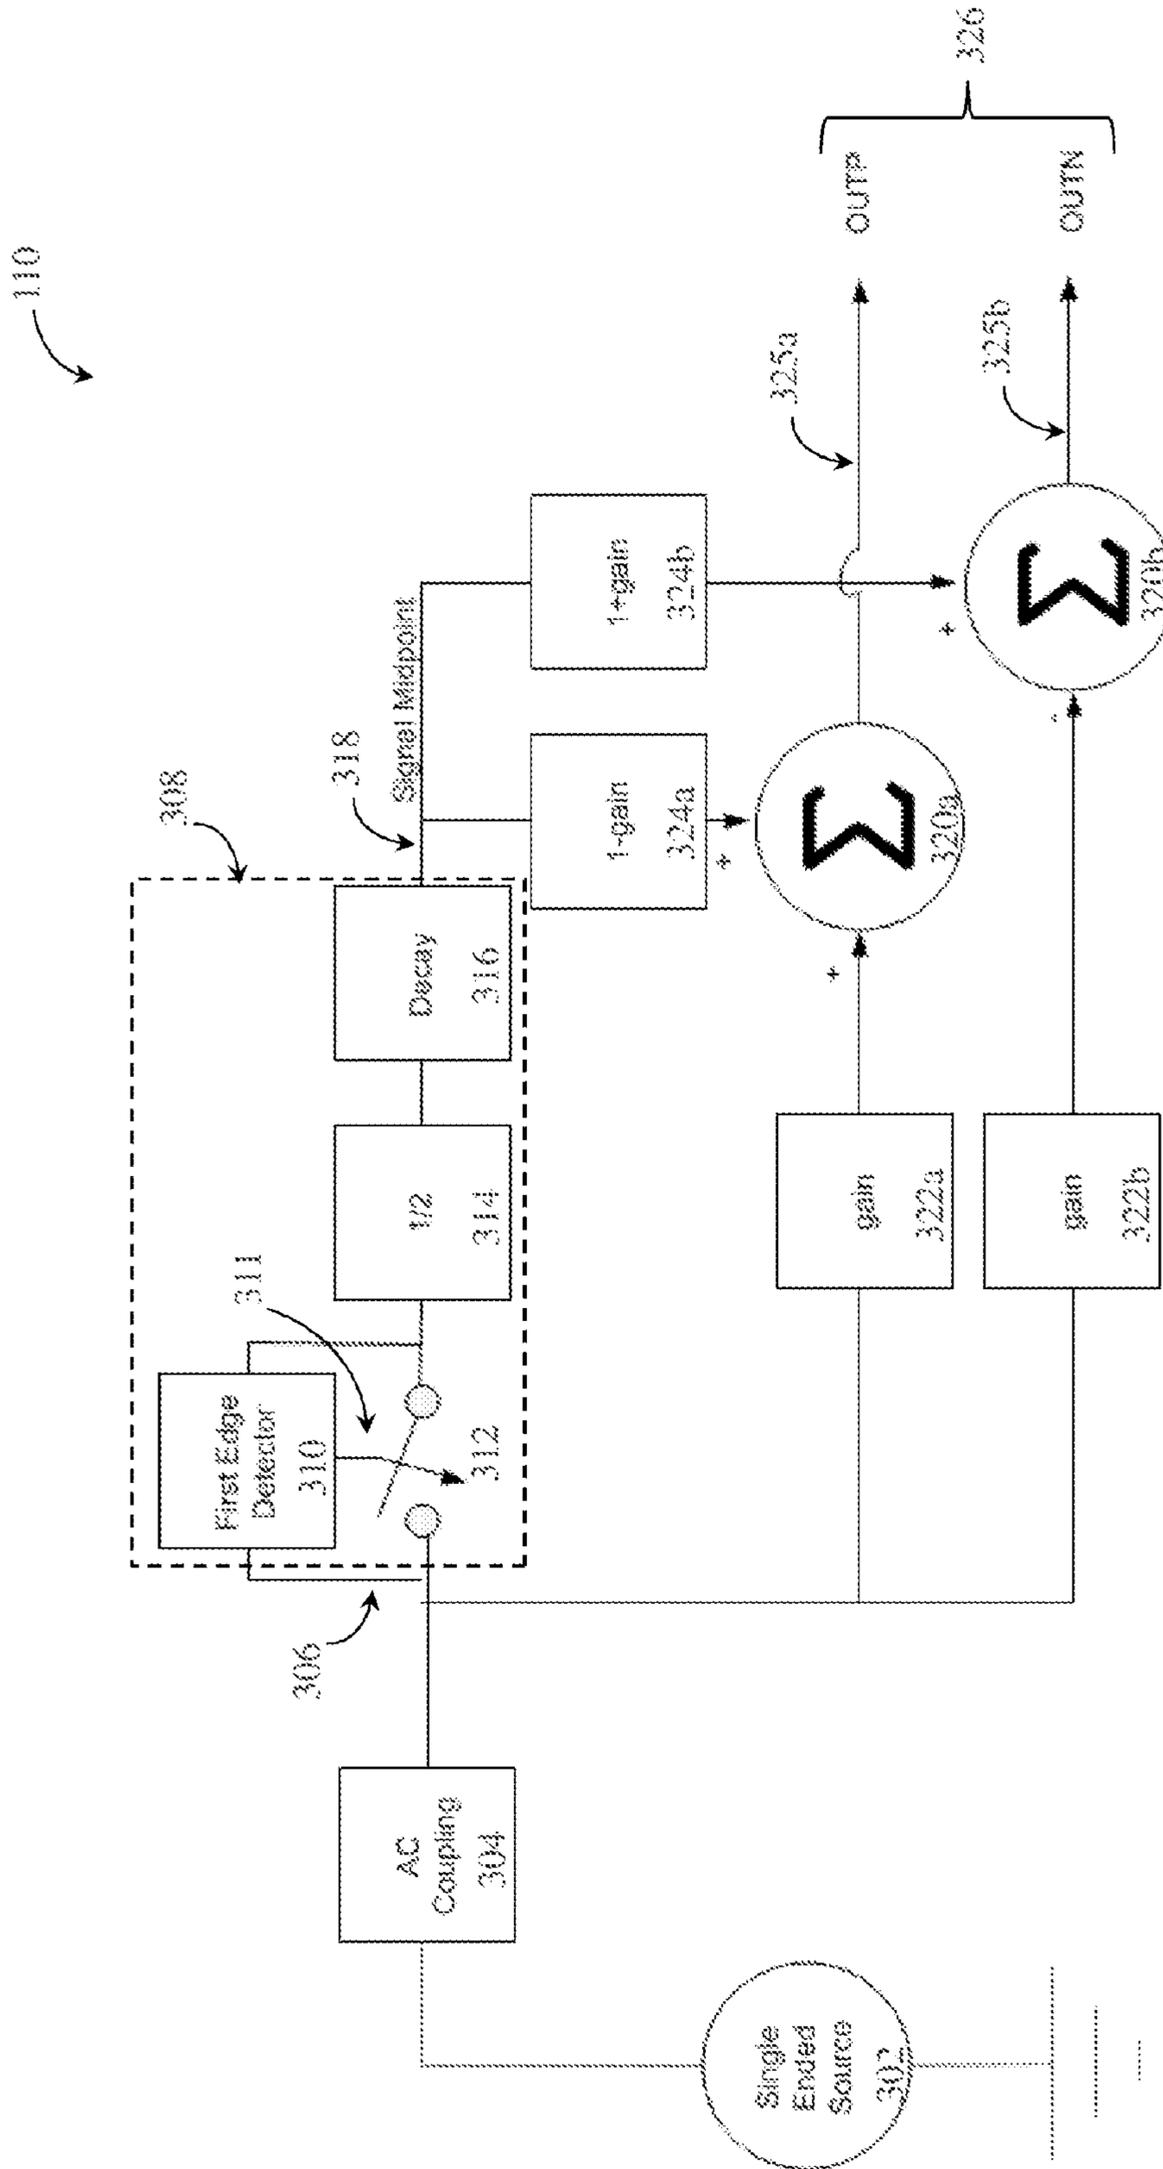 110
308
311
First Edge
Detector
310
312
1/2
314
Decay
316
318
Signal Midpoint
306
AC
Coupling
304
1-gain
324a
1+gain
324b
+
+
325a
OUTP
Σ
320a
+
gain
322a
325b
OUTN
326
Σ
320b
-
gain
322b
Single
Ended
Source
302